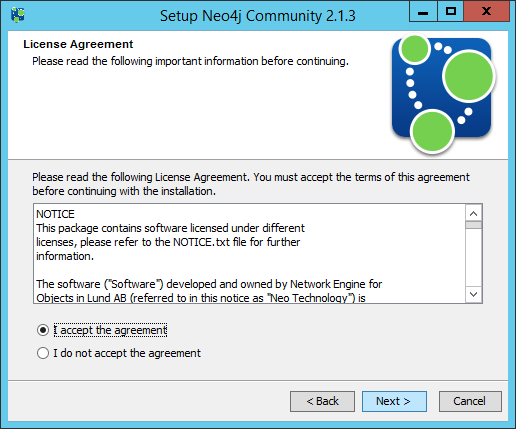 Setup Neo4j Community 2.1.3
License Agreement
Please read the following important information before continuing.
Please read the following License Agreement. You must accept the terms of this agreement
before continuing with the installation.
NOTICE
This package contains software licensed under different
licenses, please refer to the NOTICE.txt file for further
information.
The software ("Software") developed and owned by Network Engine for
Objects in Lund AB (referred to in this notice as "Neo Technology") is
I accept the agreement
I do not accept the agreement
< Back
Next >
Cancel